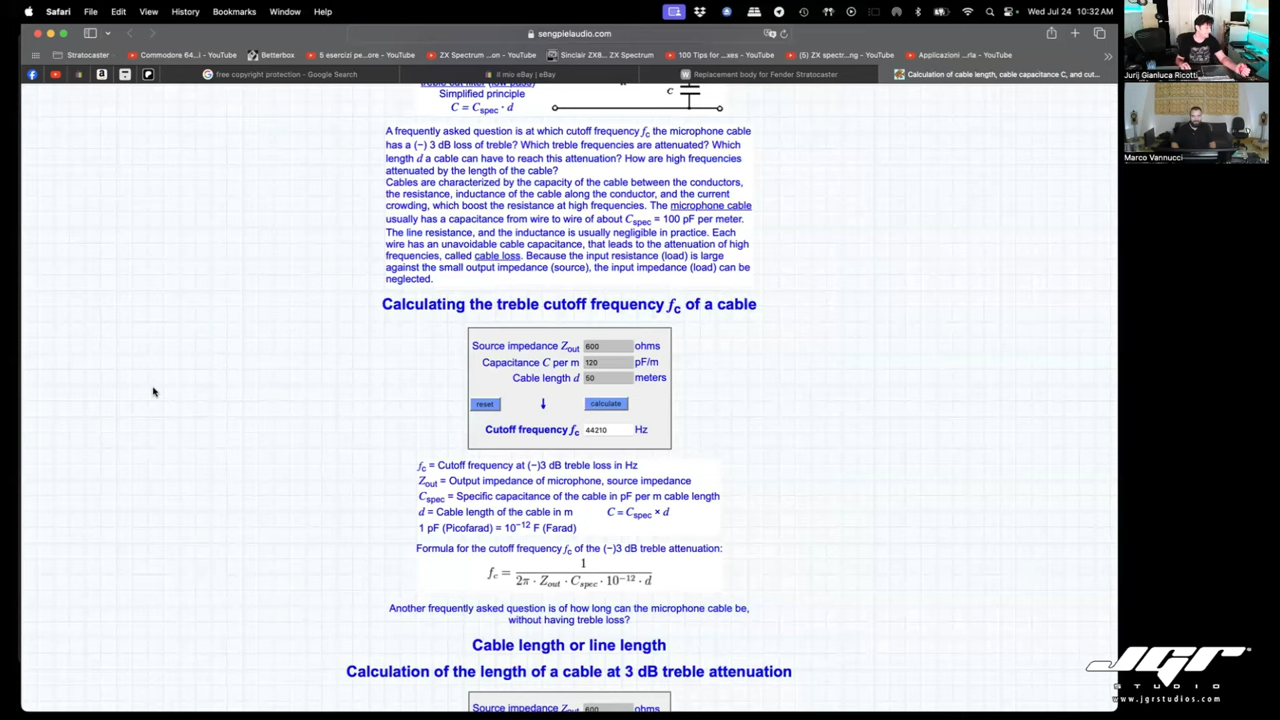 Safari File Edit View History Bookmarks Window Help
Wed Jul 24 10:32 AM
sengpielaudio.com
Stratocaster
Commodore 64...i - YouTube
Betterbox
5 esercizi pe...ore - YouTube
ZX Spectrum ... - YouTube
Sinclair ZX8...ZX Spectrum
100 Tips for ...xes - YouTube
(5) ZX spectr...ng - YouTube
Applicazioni ...rla - YouTube
free copyright protection - Google Search
Il mio eBay | eBay
Replacement body for Fender Stratocaster
Calculation of cable length, cable capacitance C, and cut...
Jurij Gianluca Ricotti
Marco Vannucci
Simplified principle
C = Cspec · d
C
A frequently asked question is at which cutoff frequency fc the microphone cable
has a (−) 3 dB loss of treble? Which treble frequencies are attenuated? Which
length d a cable can have to reach this attenuation? How are high frequencies
attenuated by the length of the cable?
Cables are characterized by the capacity of the cable between the conductors,
the resistance, inductance of the cable along the conductor, and the current
crowding, which boost the resistance at high frequencies. The microphone cable
usually has a capacitance from wire to wire of about Cspec = 100 pF per meter.
The line resistance, and the inductance is usually negligible in practice. Each
wire has an unavoidable cable capacitance, that leads to the attenuation of high
frequencies, called cable loss. Because the input resistance (load) is large
against the small output impedance (source), the input impedance (load) can be
neglected.
Calculating the treble cutoff frequency fc of a cable
Source impedance Zout 600 ohms
Capacitance C per m 120 pF/m
Cable length d 50 meters
reset ↓ calculate
Cutoff frequency fc 44210 Hz
fc = Cutoff frequency at (−)3 dB treble loss in Hz
Zout = Output impedance of microphone, source impedance
Cspec = Specific capacitance of the cable in pF per m cable length
d = Cable length of the cable in m C = Cspec × d
1 pF (Picofarad) = 10−12 F (Farad)
Formula for the cutoff frequency fc of the (−)3 dB treble attenuation:
fc = 1 / 2π · Zout · Cspec · 10−12 · d
Another frequently asked question is of how long can the microphone cable be,
without having treble loss?
Cable length or line length
Calculation of the length of a cable at 3 dB treble attenuation
Source impedance Zout 600 ohms
JGR
STUDIO
www.jgrstudios.com